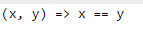 (x, y) => x == y